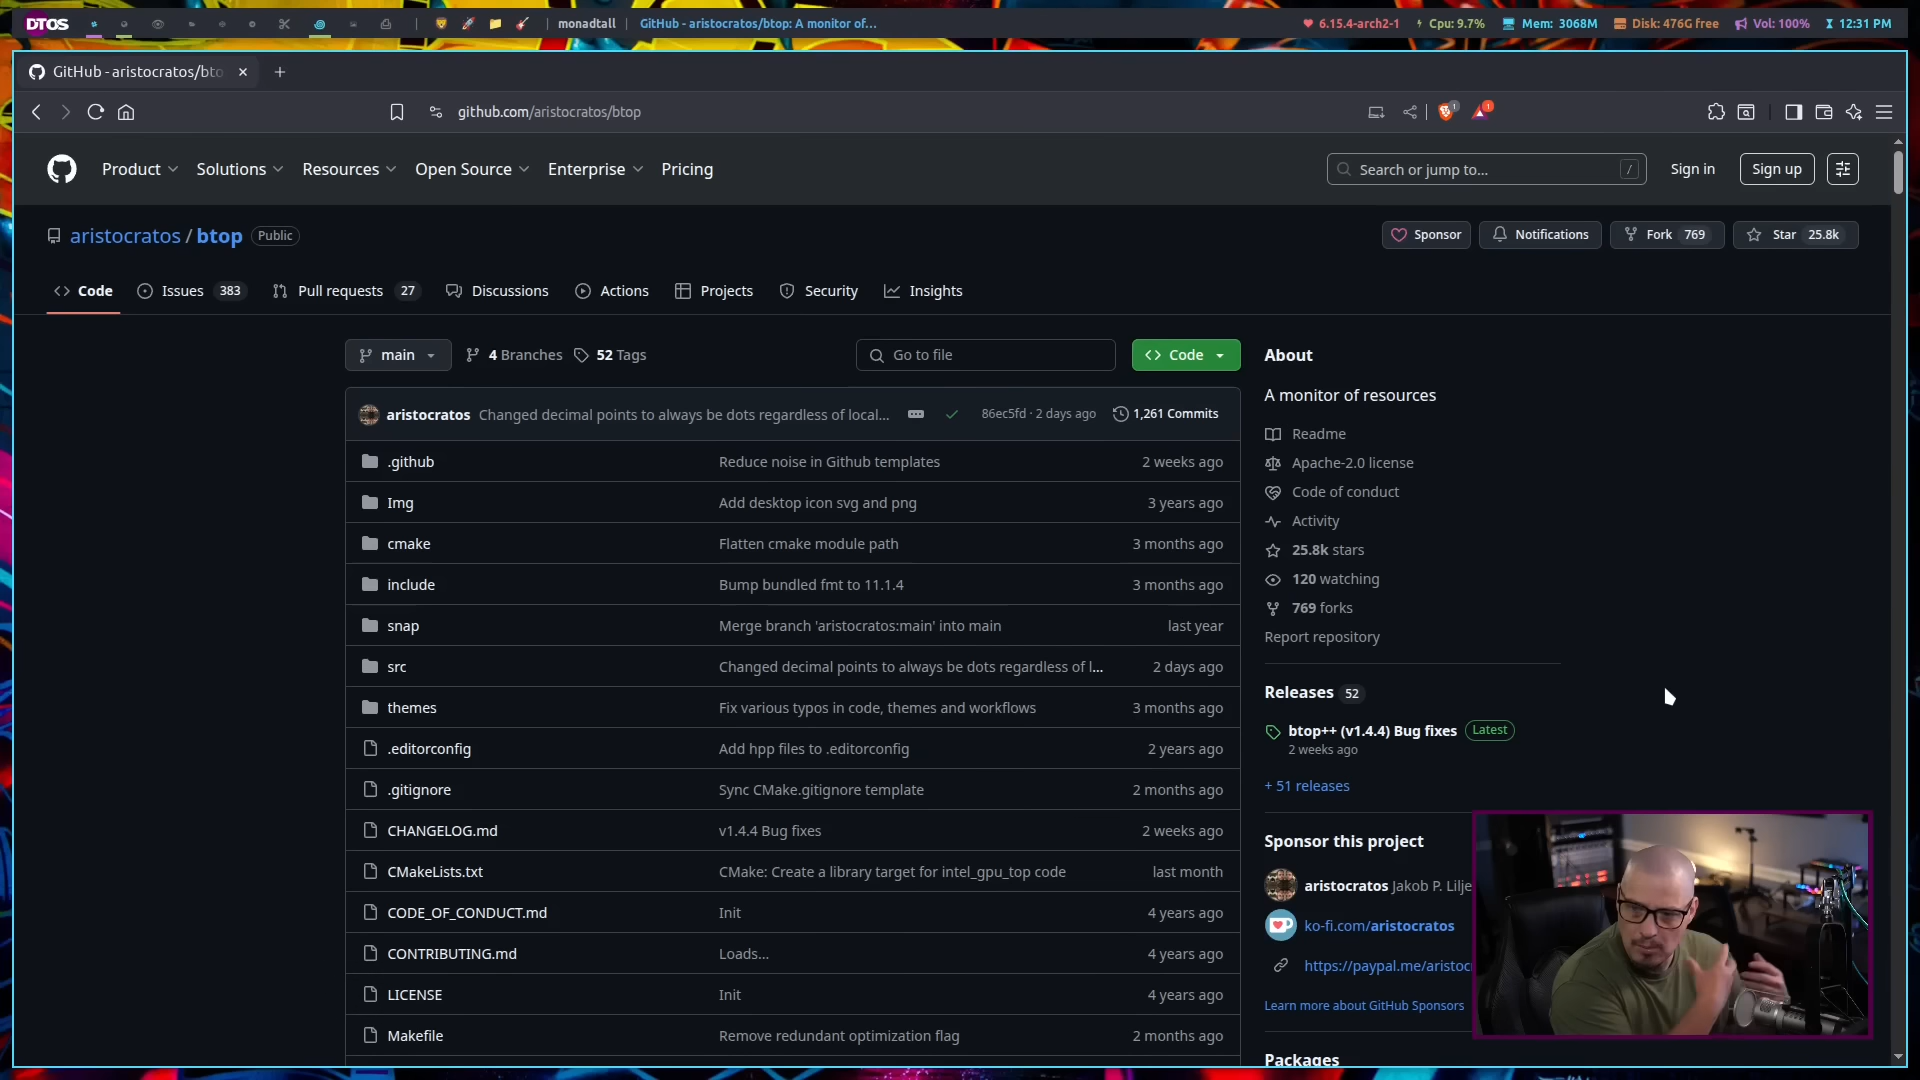 DTOS
monadtall
GitHub - aristocratos/btop: A monitor of...
6.15.4-arch2-1
Cpu: 9.7%
Mem: 3068M
Disk: 476G free
Vol: 100%
12:31 PM
GitHub - aristocratos/bto
github.com/aristocratos/btop
1
1
Product
Solutions
Resources
Open Source
Enterprise
Pricing
Search or jump to...
/
Sign in
Sign up
aristocratos / btop
Public
Sponsor
Notifications
Fork 769
Star 25.8k
Code
Issues 383
Pull requests 27
Discussions
Actions
Projects
Security
Insights
main
4 Branches
52 Tags
Go to file
Code
aristocratos Changed decimal points to always be dots regardless of local... 86ec5fd · 2 days ago 1,261 Commits
.github Reduce noise in Github templates 2 weeks ago
Img Add desktop icon svg and png 3 years ago
cmake Flatten cmake module path 3 months ago
include Bump bundled fmt to 11.1.4 3 months ago
snap Merge branch 'aristocratos:main' into main last year
src Changed decimal points to always be dots regardless of l... 2 days ago
themes Fix various typos in code, themes and workflows 3 months ago
.editorconfig Add hpp files to .editorconfig 2 years ago
.gitignore Sync CMake.gitignore template 2 months ago
CHANGELOG.md v1.4.4 Bug fixes 2 weeks ago
CMakeLists.txt CMake: Create a library target for intel_gpu_top code last month
CODE_OF_CONDUCT.md Init 4 years ago
CONTRIBUTING.md Loads... 4 years ago
LICENSE Init 4 years ago
Makefile Remove redundant optimization flag 2 months ago
About
A monitor of resources
Readme
Apache-2.0 license
Code of conduct
Activity
25.8k stars
120 watching
769 forks
Report repository
Releases 52
btop++ (v1.4.4) Bug fixes Latest
2 weeks ago
+ 51 releases
Sponsor this project
aristocratos Jakob P. Lilje
ko-fi.com/aristocratos
https://paypal.me/aristoc
Learn more about GitHub Sponsors
Packages